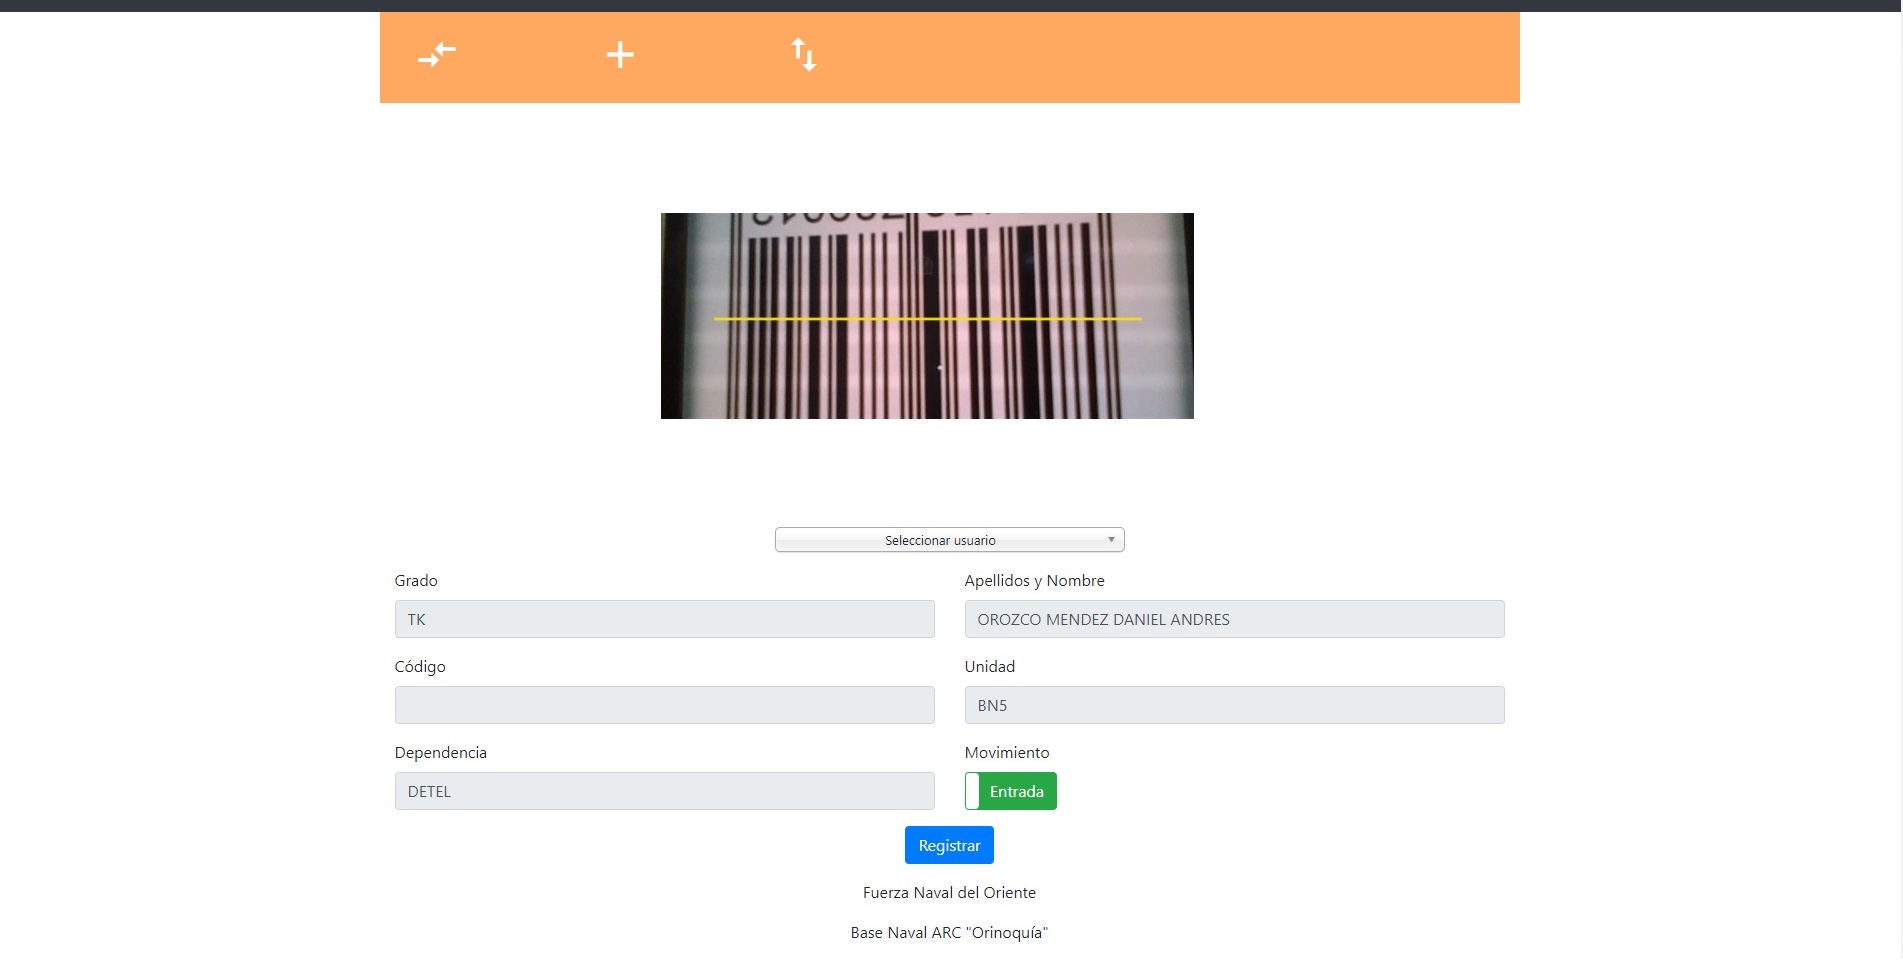 Seleccionar usuario
Grado
Apellidos y Nombre
TK
OROZCO MENDEZ DANIEL ANDRES
Código
Unidad
BN5
Dependencia
Movimiento
DETEL
Entrada
Registrar
Fuerza Naval del Oriente
Base Naval ARC "Orinoquía"